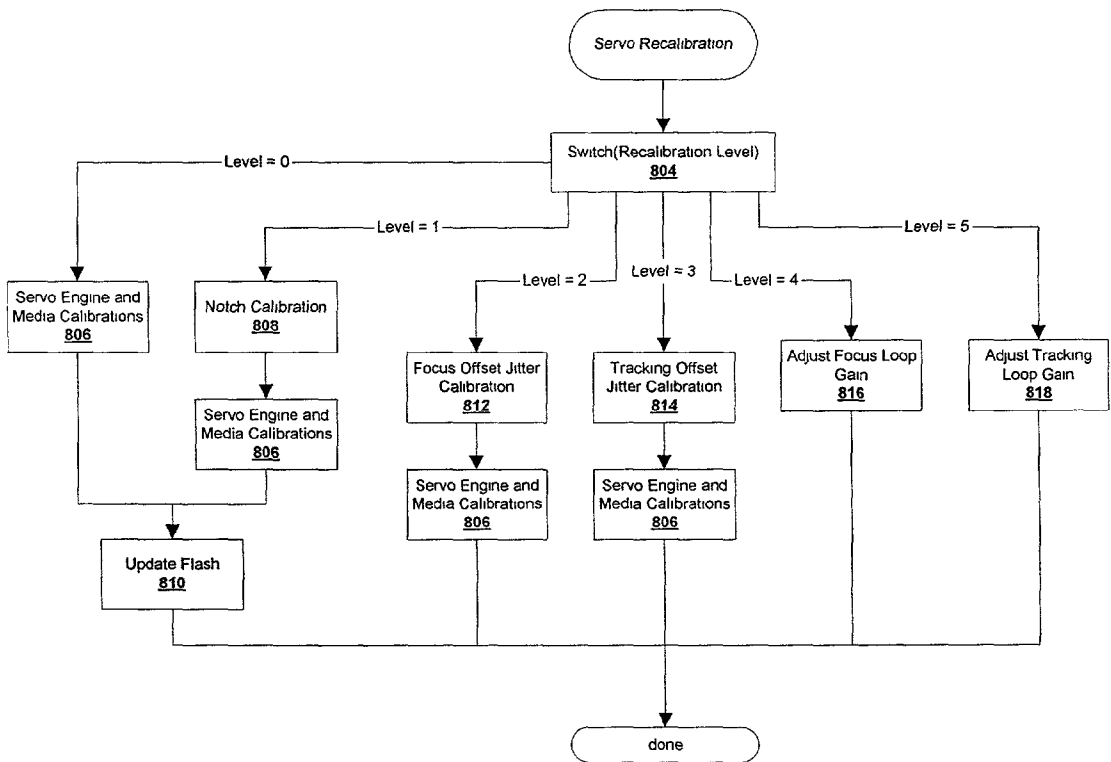 Servo Recalibration
Switch(Recalibration Level)
804
Level = 0
Level = 1
Level = 2
Level = 3
Level = 4
Level = 5
Servo Engine and
Media Calibrations
806
Notch Calibration
808
Servo Engine and
Media Calibrations
806
Focus Offset Jitter
Calibration
812
Tracking Offset
Jitter Calibration
814
Adjust Focus Loop
Gain
816
Adjust Tracking
Loop Gain
818
Servo Engine and
Media Calibrations
806
Servo Engine and
Media Calibrations
806
Update Flash
810
done